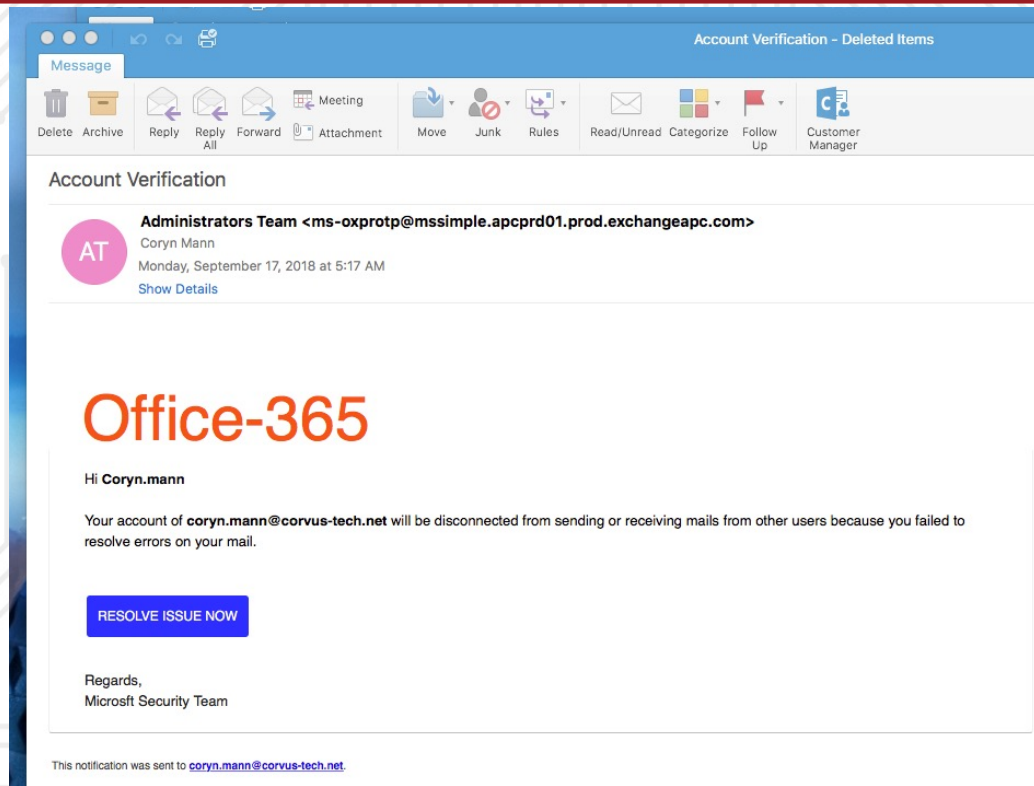 Account Verification - Deleted Items
Message
Delete Archive Reply Reply All Forward Meeting Attachment Move Junk Rules Read/Unread Categorize Follow Up Customer Manager
Account Verification
AT
Administrators Team <ms-oxprotp@mssimple.apcprd01.prod.exchangeapc.com>
Coryn Mann
Monday, September 17, 2018 at 5:17 AM
Show Details
Office-365
Hi Coryn.mann
Your account of coryn.mann@corvus-tech.net will be disconnected from sending or receiving mails from other users because you failed to
resolve errors on your mail.
RESOLVE ISSUE NOW
Regards,
Microsft Security Team
This notification was sent to coryn.mann@corvus-tech.net.